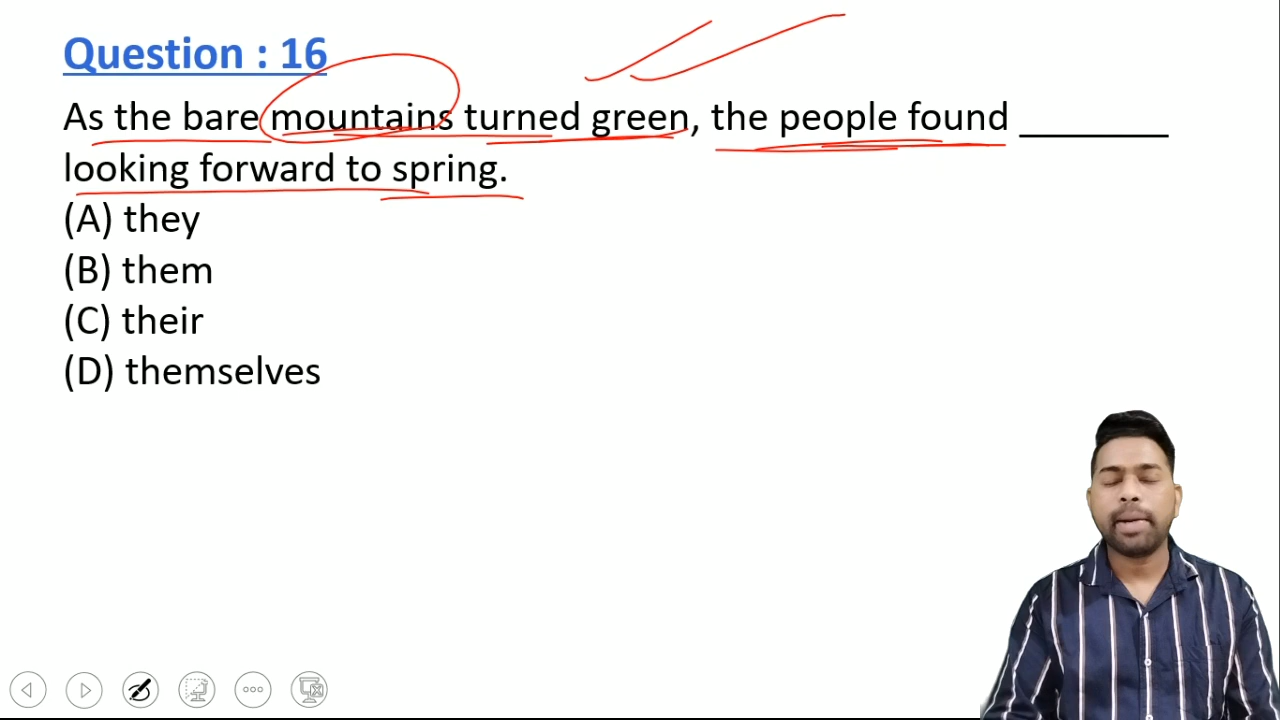 Question : 16
As the bare mountains turned green, the people found ________
looking forward to spring.
(A) they
(B) them
(C) their
(D) themselves